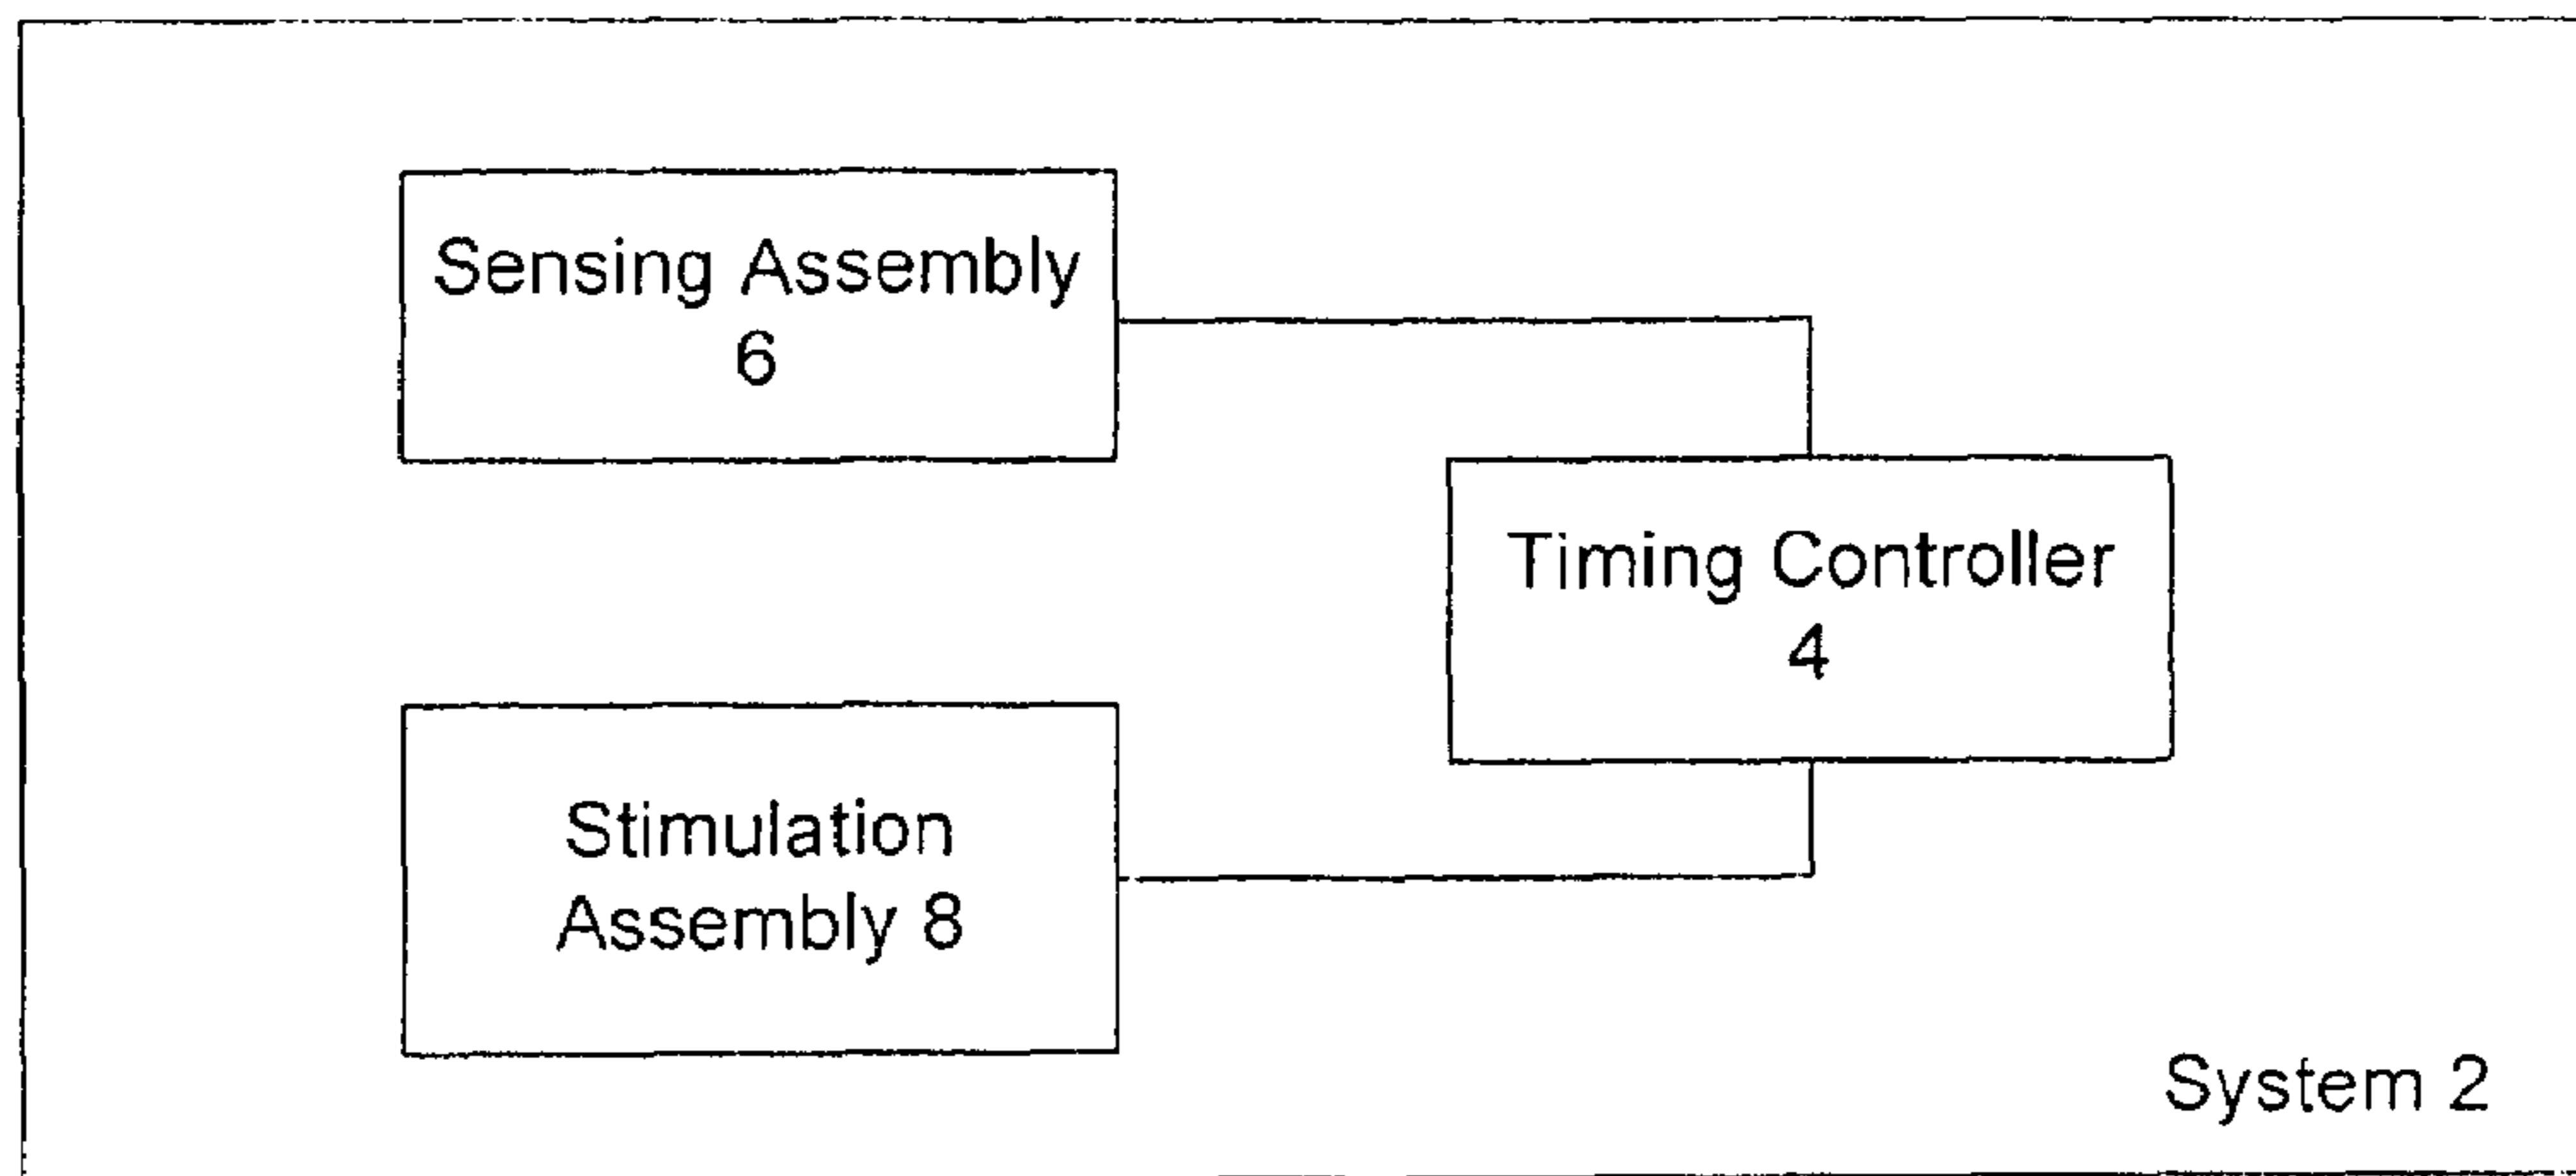 Sensing Assembly
6
Timing Controller
4
Stimulation
Assembly 8
System 2